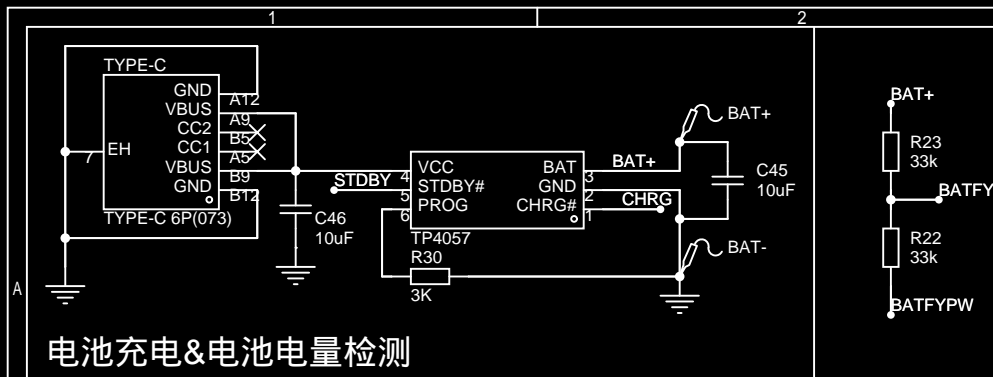 1
2
TYPE-C
GND
A12
VBUS
A9
CC2
B5
CC1
A5
VBUS
B9
GND
B12
7
EH
TYPE-C 6P(073)
C46
10uF
STDBY
4
5
6
VCC
STDBY#
PROG
BAT
GND
CHRG#
3
2
1
TP4057
BAT+
CHRG
R30
3K
BAT+
C45
10uF
BAT-
BAT+
R23
33k
BATFY
R22
33k
BATFYPW
A
电池充电&电池电量检测